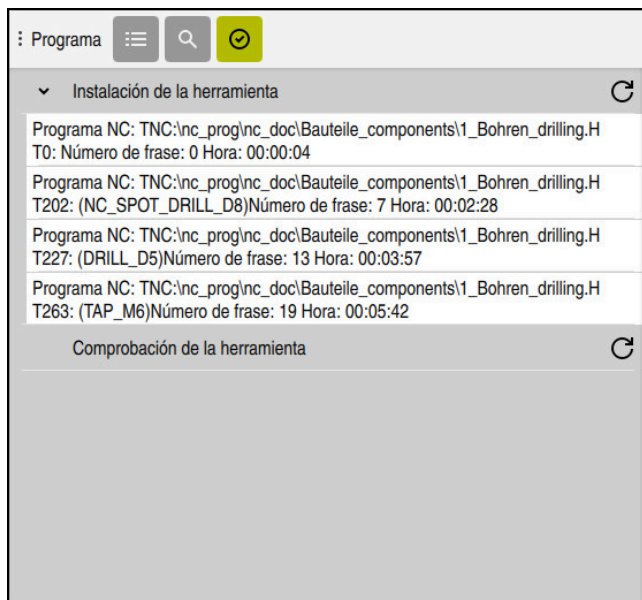 Programa
Instalación de la herramienta
Programa NC: TNC:\nc_prog\nc_doc\Bauteile_components\1_Bohren_drilling.H
T0: Número de frase: 0 Hora: 00:00:04
Programa NC: TNC:\nc_prog\nc_doc\Bauteile_components\1_Bohren_drilling.H
T202: (NC_SPOT_DRILL_D8)Número de frase: 7 Hora: 00:02:28
Programa NC: TNC:\nc_prog\nc_doc\Bauteile_components\1_Bohren_drilling.H
T227: (DRILL_D5)Número de frase: 13 Hora: 00:03:57
Programa NC: TNC:\nc_prog\nc_doc\Bauteile_components\1_Bohren_drilling.H
T263: (TAP_M6)Número de frase: 19 Hora: 00:05:42
Comprobación de la herramienta